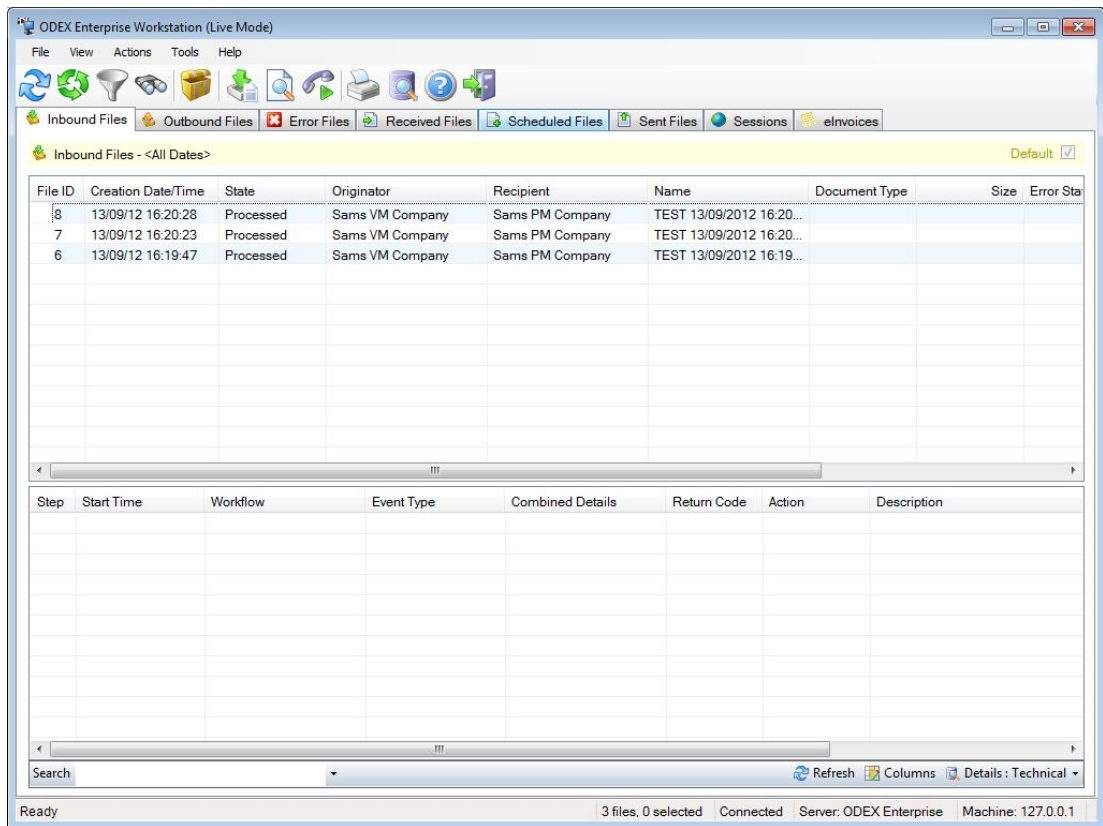 ODEX Enterprise Workstation (Live Mode)
File View Actions Tools Help
Inbound Files Outbound Files Error Files Received Files Scheduled Files Sent Files Sessions eInvoices
Inbound Files - <All Dates> Default
File ID Creation Date/Time State Originator Recipient Name Document Type Size Error Sta
8 13/09/12 16:20:28 Processed Sams VM Company Sams PM Company TEST 13/09/2012 16:20...
7 13/09/12 16:20:23 Processed Sams VM Company Sams PM Company TEST 13/09/2012 16:20...
6 13/09/12 16:19:47 Processed Sams VM Company Sams PM Company TEST 13/09/2012 16:19...
Step Start Time Workflow Event Type Combined Details Return Code Action Description
Search Refresh Columns Details : Technical
Ready 3 files, 0 selected Connected Server: ODEX Enterprise Machine: 127.0.0.1